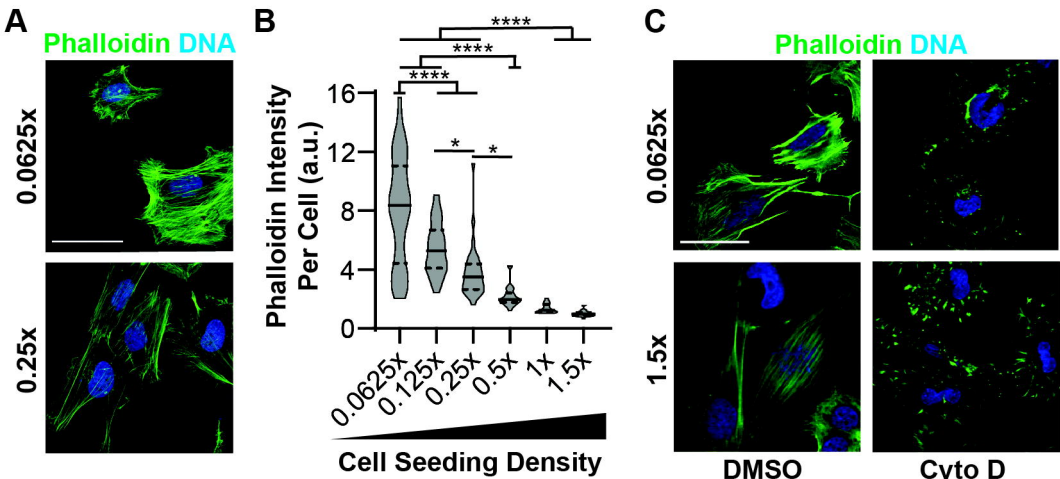 A
Phalloidin DNA
0.0625x
0.25x
B
****
****
****
*
*
Phalloidin Intensity
Per Cell (a.u.)
16
12
8
4
0
0.0625x
0.125x
0.25x
0.5x
1x
1.5x
Cell Seeding Density
C
Phalloidin DNA
0.0625x
1.5x
DMSO
Cyto D